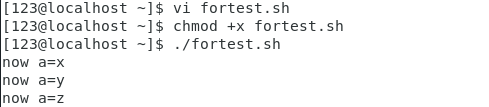 [123@localhost ~]$ vi fortest.sh
[123@localhost ~]$ chmod +x fortest.sh
[123@localhost ~]$ ./fortest.sh
now a=x
now a=y
now a=z